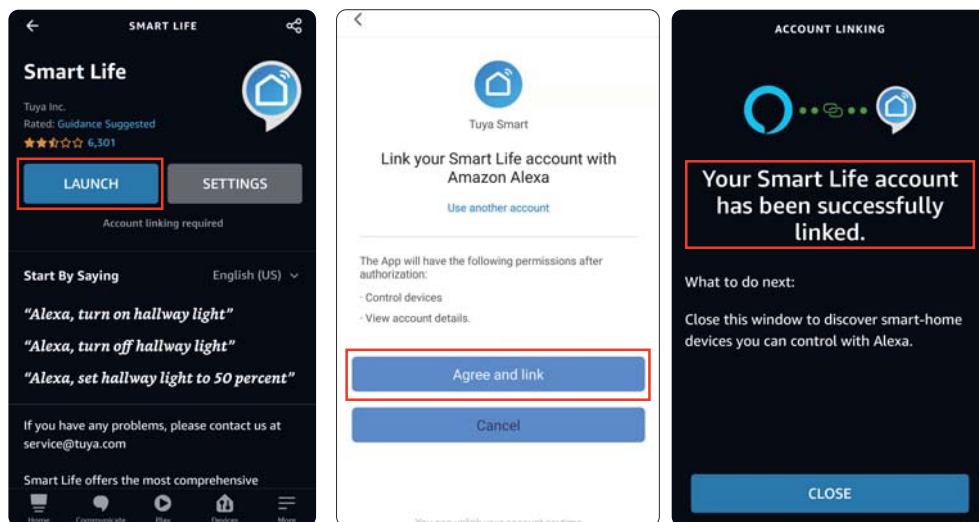 SMART LIFE
Smart Life
Tuya Inc.
Rated: Guidance Suggested
6,301
LAUNCH
SETTINGS
Account linking required
Start By Saying
English (US)
“Alexa, turn on hallway light”
“Alexa, turn off hallway light”
“Alexa, set hallway light to 50 percent”
If you have any problems, please contact us at
service@tuya.com
Smart Life offers the most comprehensive
Home Communicate Play Devices More
Tuya Smart
Link your Smart Life account with
Amazon Alexa
Use another account
The App will have the following permissions after
authorization:
· Control devices
· View account details.
Agree and link
Cancel
You can unlink your account anytime
ACCOUNT LINKING
Your Smart Life account
has been successfully
linked.
What to do next:
Close this window to discover smart-home
devices you can control with Alexa.
CLOSE